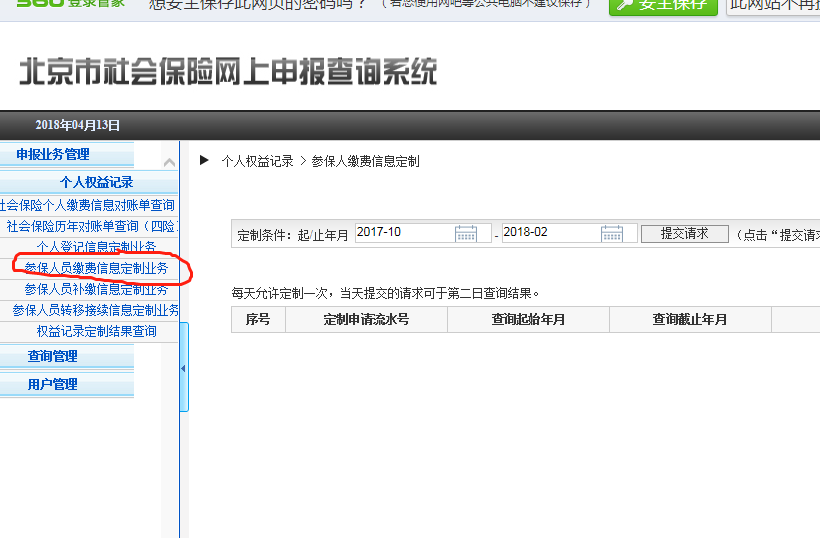 360登录管家 想安全保存此网页的密码吗？（若您使用网吧等公共电脑不建议保存） 安全保存 此网站不再
北京市社会保险网上申报查询系统
2018年04月13日
申报业务管理
个人权益记录
社会保险个人缴费信息对账单查询
社会保险历年对账单查询（四险
个人登记信息定制业务
参保人员缴费信息定制业务
参保人员补缴信息定制业务
参保人员转移接续信息定制业务
权益记录定制结果查询
查询管理
用户管理
个人权益记录 > 参保人缴费信息定制
定制条件：起/止年月 2017-10 - 2018-02 提交请求 （点击“提交请求
每天允许定制一次，当天提交的请求可于第二日查询结果。
序号 定制申请流水号 查询起始年月 查询截止年月